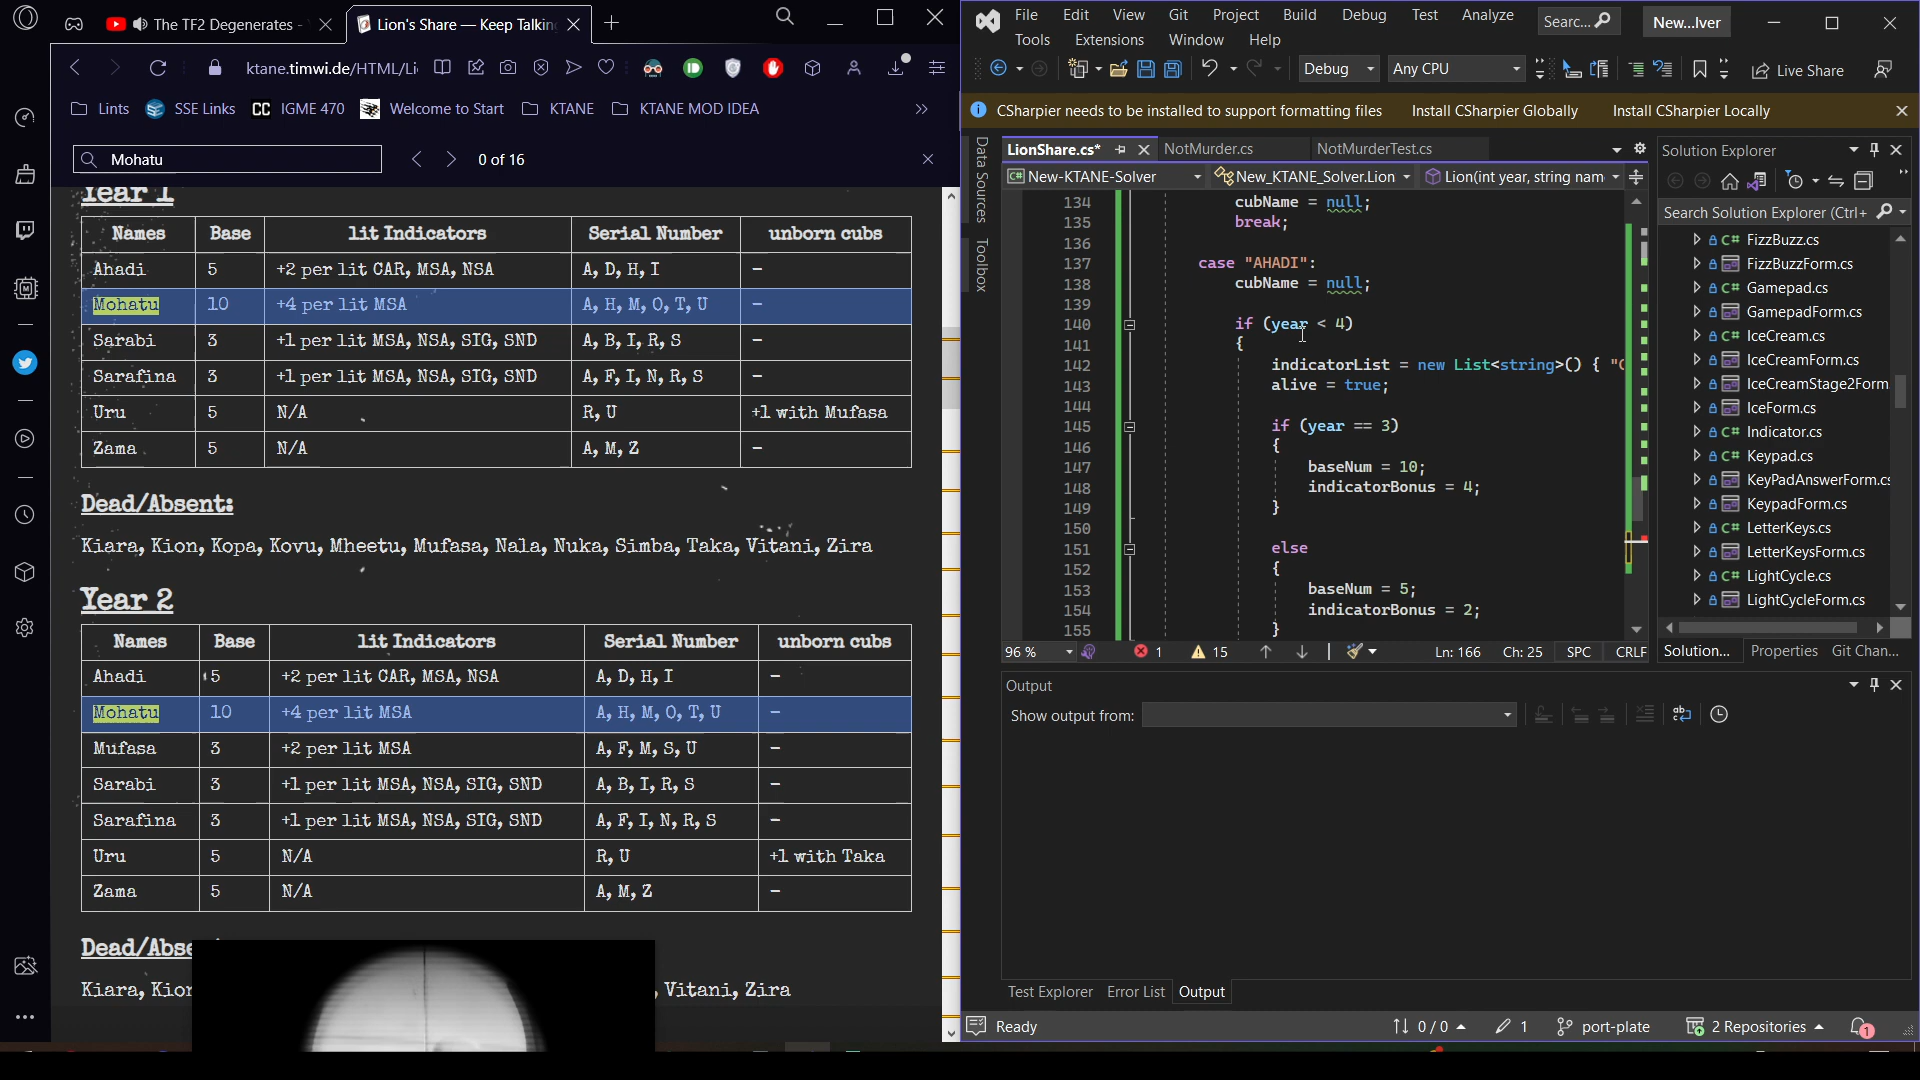 The TF2 Degenerates -
Lion's Share — Keep Talkin
ktane.timwi.de/HTML/Li
Lints
SSE Links
CC IGME 470
Welcome to Start
KTANE
KTANE MOD IDEA
Mohatu
0 of 16
Year 1
Names Base lit Indicators Serial Number unborn cubs
Ahadi 5 +2 per lit CAR, MSA, NSA A, D, H, I –
Mohatu 10 +4 per lit MSA A, H, M, O, T, U –
Sarabi 3 +1 per lit MSA, NSA, SIG, SND A, B, I, R, S –
Sarafina 3 +1 per lit MSA, NSA, SIG, SND A, F, I, N, R, S –
Uru 5 N/A R, U +1 with Mufasa
Zama 5 N/A A, M, Z –
Dead/Absent:
Kiara, Kion, Kopa, Kovu, Mheetu, Mufasa, Nala, Nuka, Simba, Taka, Vitani, Zira
Year 2
Names Base lit Indicators Serial Number unborn cubs
Ahadi 5 +2 per lit CAR, MSA, NSA A, D, H, I –
Mohatu 10 +4 per lit MSA A, H, M, O, T, U –
Mufasa 3 +2 per lit MSA A, F, M, S, U –
Sarabi 3 +1 per lit MSA, NSA, SIG, SND A, B, I, R, S –
Sarafina 3 +1 per lit MSA, NSA, SIG, SND A, F, I, N, R, S –
Uru 5 N/A R, U +1 with Taka
Zama 5 N/A A, M, Z –
Dead/Abse
Kiara, Kion
, Vitani, Zira
File Edit View Git Project Build Debug Test Analyze
Tools Extensions Window Help
Searc...
New...lver
Debug
Any CPU
Live Share
CSharpier needs to be installed to support formatting files Install CSharpier Globally Install CSharpier Locally
Data Sources
Toolbox
LionShare.cs* NotMurder.cs NotMurderTest.cs
New-KTANE-Solver New_KTANE_Solver.Lion Lion(int year, string nam
134 cubName = null;
135 break;
136
137 case "AHADI":
138 cubName = null;
139
140 if (year < 4)
141 {
142 indicatorList = new List<string>() { "C
143 alive = true;
144
145 if (year == 3)
146 {
147 baseNum = 10;
148 indicatorBonus = 4;
149 }
150
151 else
152 {
153 baseNum = 5;
154 indicatorBonus = 2;
155 }
96 % 1 15 Ln: 166 Ch: 25 SPC CRLF
Solution Explorer
Search Solution Explorer (Ctrl+
C# FizzBuzz.cs
FizzBuzzForm.cs
C# Gamepad.cs
GamepadForm.cs
C# IceCream.cs
IceCreamForm.cs
IceCreamStage2Form
IceForm.cs
C# Indicator.cs
C# Keypad.cs
KeyPadAnswerForm.cs
KeypadForm.cs
C# LetterKeys.cs
LetterKeysForm.cs
C# LightCycle.cs
LightCycleForm.cs
Solution... Properties Git Chan...
Output
Show output from:
Test Explorer Error List Output
Ready
0 / 0
1
port-plate
2 Repositories
1